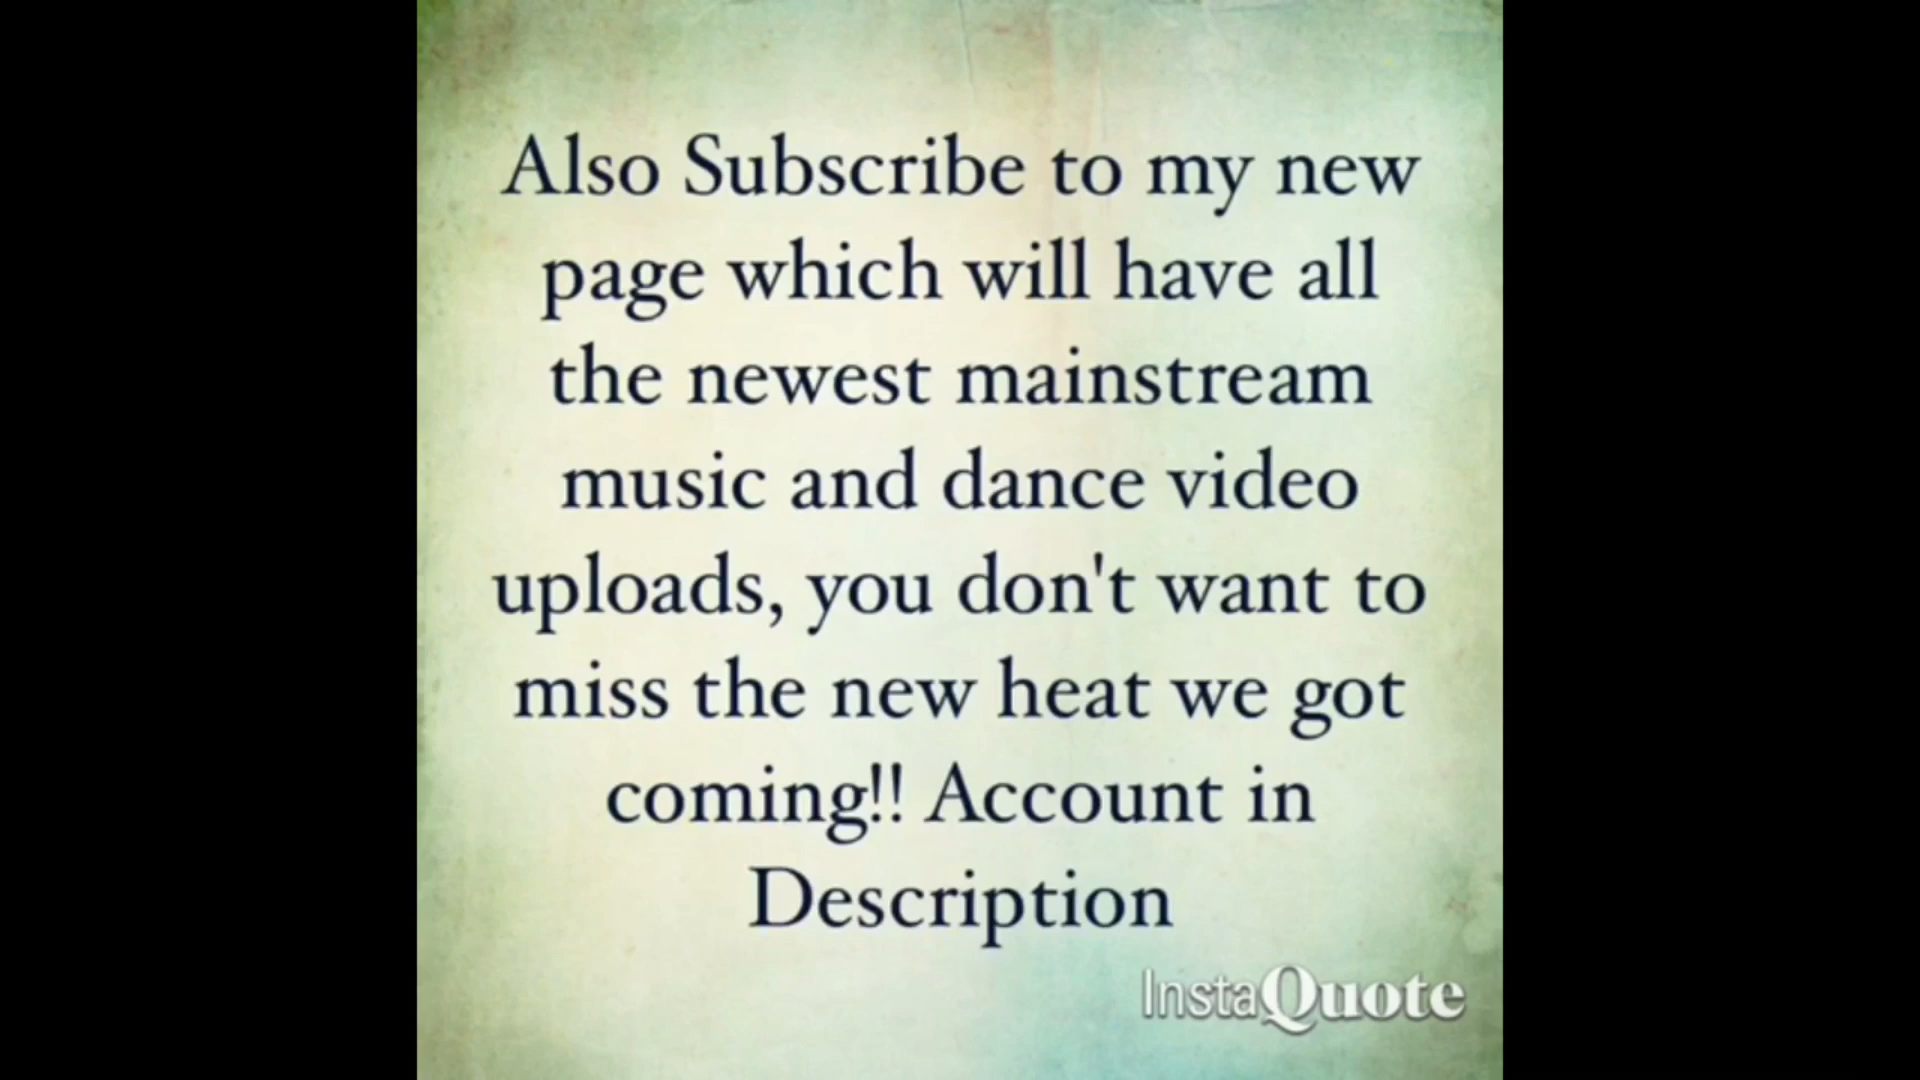 Also Subscribe to my new
page which will have all
the newest mainstream
music and dance video
uploads, you don't want to
miss the new heat we got
coming!! Account in
Description
InstaQuote